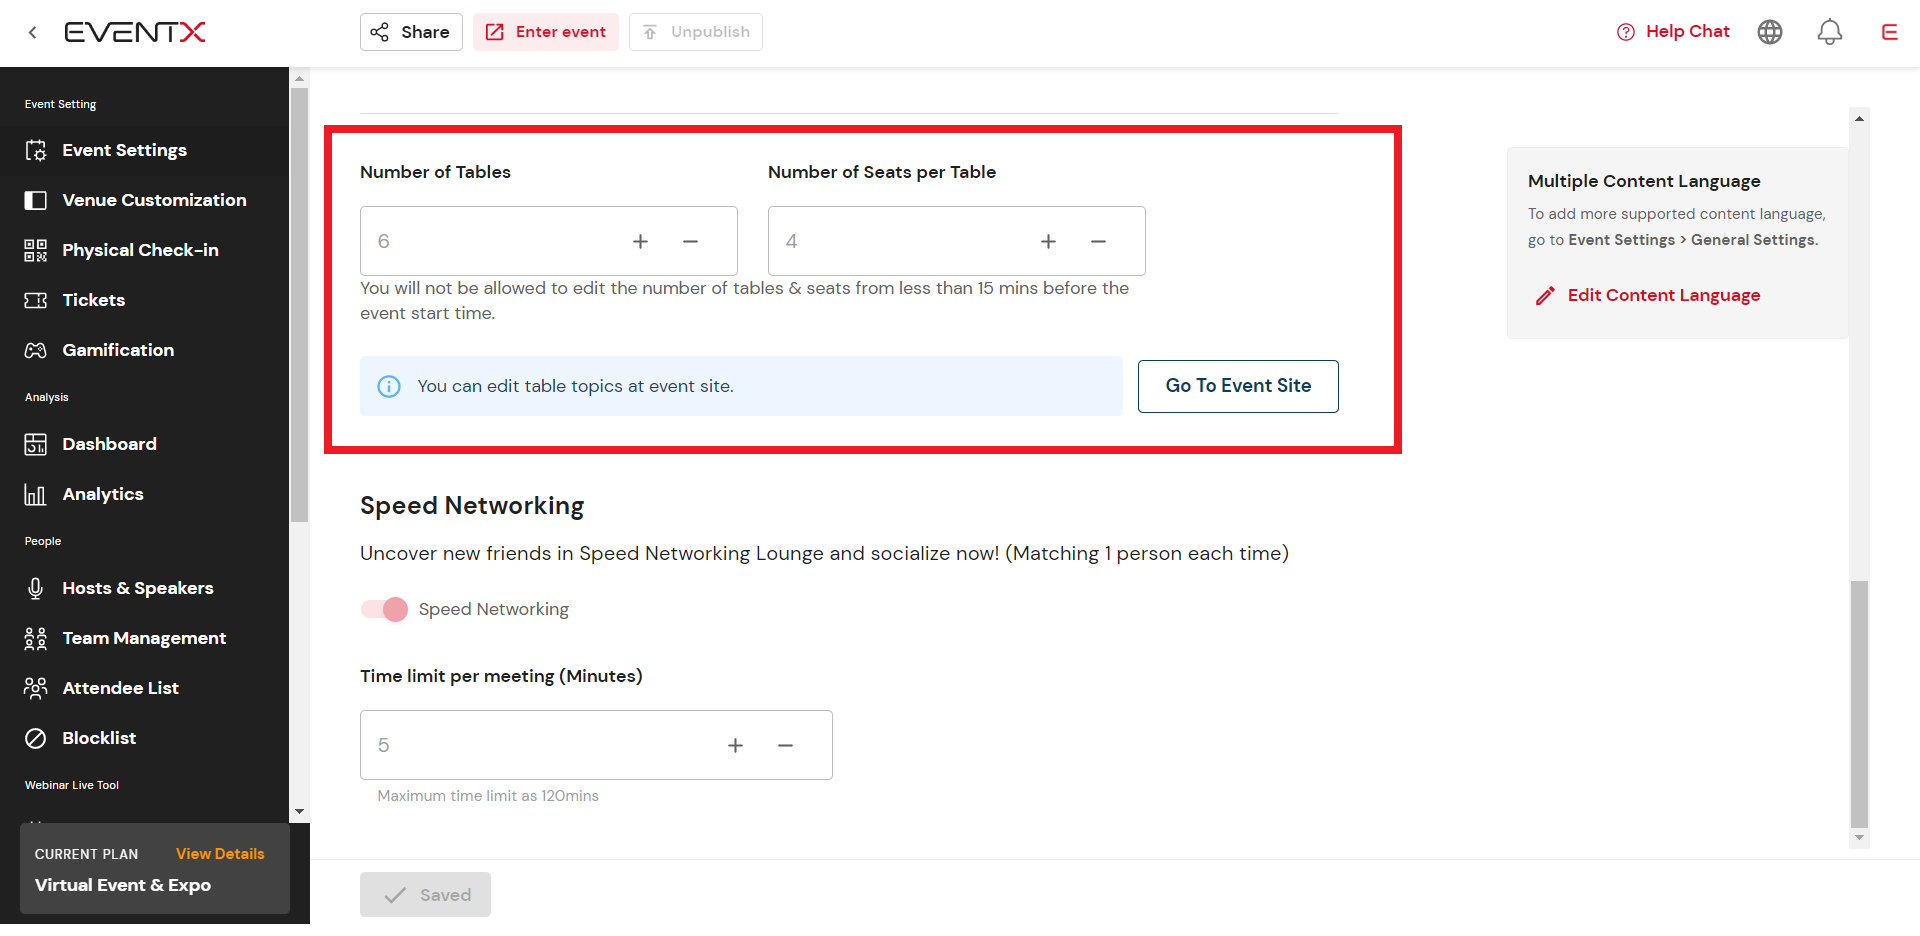 EVENTX
Share
Enter event
Unpublish
Help Chat
E
Event Setting
Event Settings
Venue Customization
Physical Check-in
Tickets
Gamification
Analysis
Dashboard
Analytics
People
Hosts & Speakers
Team Management
Attendee List
Blocklist
Webinar Live Tool
CURRENT PLAN
View Details
Virtual Event & Expo
Number of Tables
Number of Seats per Table
6
4
You will not be allowed to edit the number of tables & seats from less than 15 mins before the
event start time.
You can edit table topics at event site.
Go To Event Site
Speed Networking
Uncover new friends in Speed Networking Lounge and socialize now! (Matching 1 person each time)
Speed Networking
Time limit per meeting (Minutes)
5
Maximum time limit as 120mins
Saved
Multiple Content Language
To add more supported content language,
go to Event Settings > General Settings.
Edit Content Language